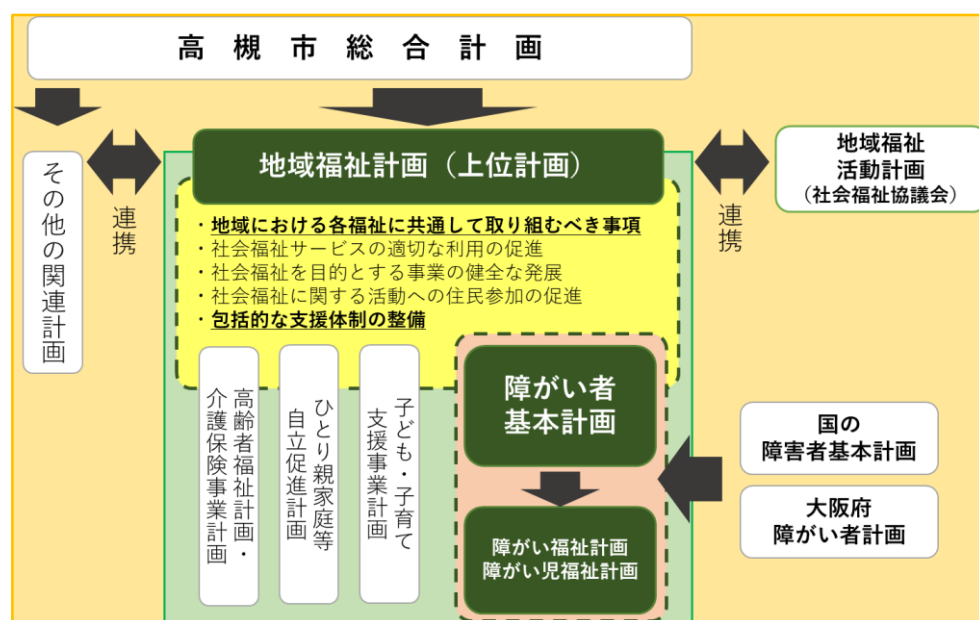 高槻市総合計画
地域福祉計画（上位計画）
地域福祉
活動計画
（社会福祉協議会）
その他の関連計画
連携
連携
・地域における各福祉に共通して取り組むべき事項
・社会福祉サービスの適切な利用の促進
・社会福祉を目的とする事業の健全な発展
・社会福祉に関する活動への住民参加の促進
・包括的な支援体制の整備
高齢者福祉計画・
介護保険事業計画
ひとり親家庭等
自立促進計画
子ども・子育て
支援事業計画
障がい者
基本計画
障がい福祉計画
障がい児福祉計画
国の
障害者基本計画
大阪府
障がい者計画